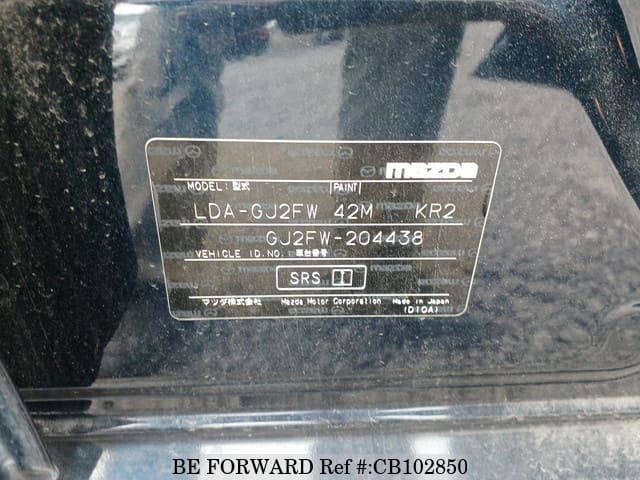 mazda
MODEL: 型式 PAINT
LDA-GJ2FW 42M KR2
GJ2FW-204438
VEHICLE ID.NO. 車台番号
SRS I
マツダ株式会社 Mazda Motor Corporation Made in Japan
(D10A)
BE FORWARD Ref #:CB102850